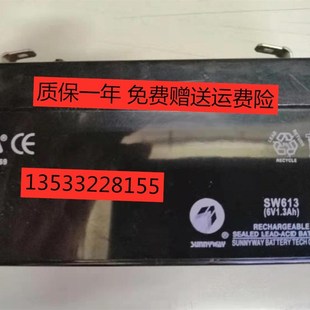 质保一年 免费赠送运费险
RECYCLE
13533228155
SW613
(6V1.3Ah)
RECHARGEABLE
SEALED LEAD-ACID BAT
SUNNYWAY
SUNNYWAY BATTERY TECH